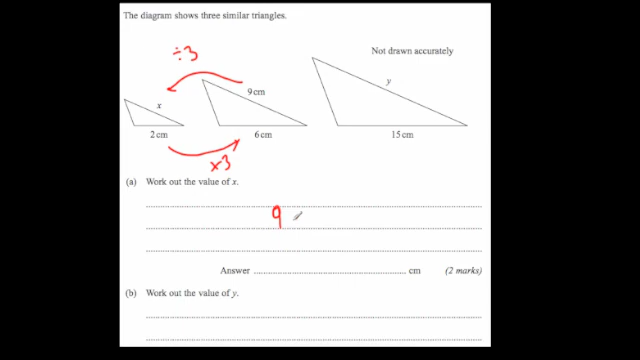 The diagram shows three similar triangles.
÷3
Not drawn accurately
x
9 cm
y
2 cm
6 cm
15 cm
×3
(a) Work out the value of x.
9
Answer cm (2 marks)
(b) Work out the value of y.